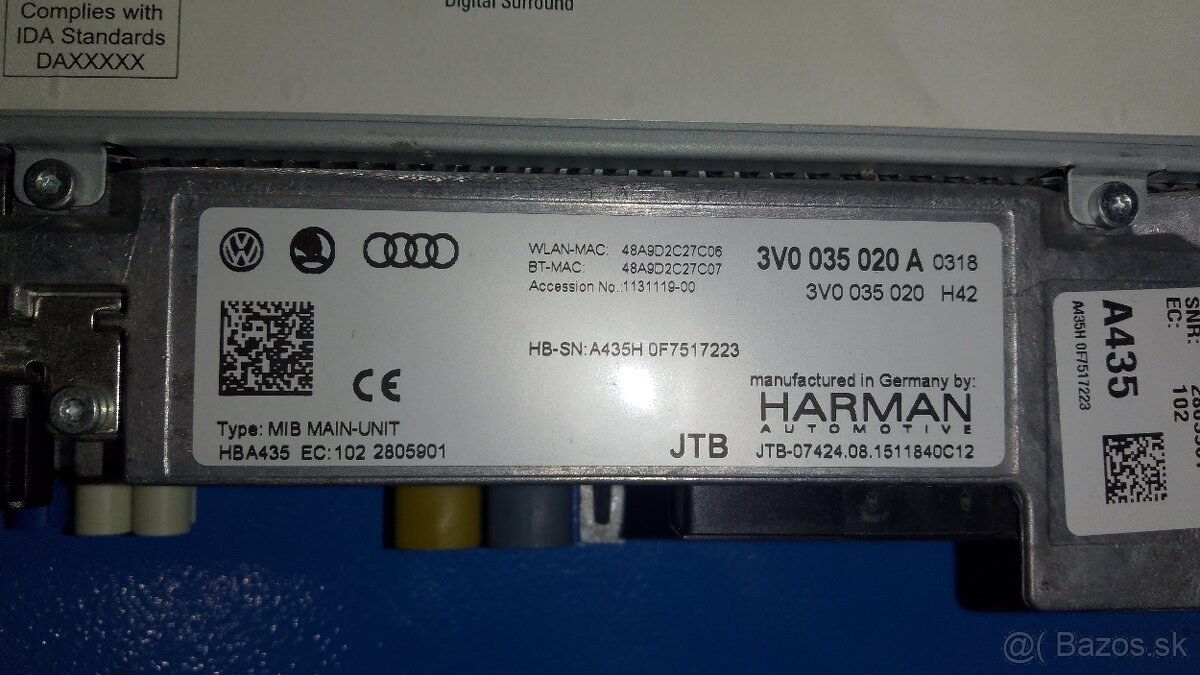 Complies with
IDA Standards
DAXXXXX
Digital Surround
WLAN-MAC: 48A9D2C27C06
BT-MAC: 48A9D2C27C07
Accession No.:1131119-00
3V0 035 020 A 0318
3V0 035 020 H42
HB-SN:A435H 0F7517223
manufactured in Germany by:
HARMAN
AUTOMOTIVE
Type: MIB MAIN-UNIT
HBA435 EC:102 2805901
JTB
JTB-07424.08.1511840C12
SNR:
EC: 102
A435
A435H 0F7517223
@( Bazos.sk